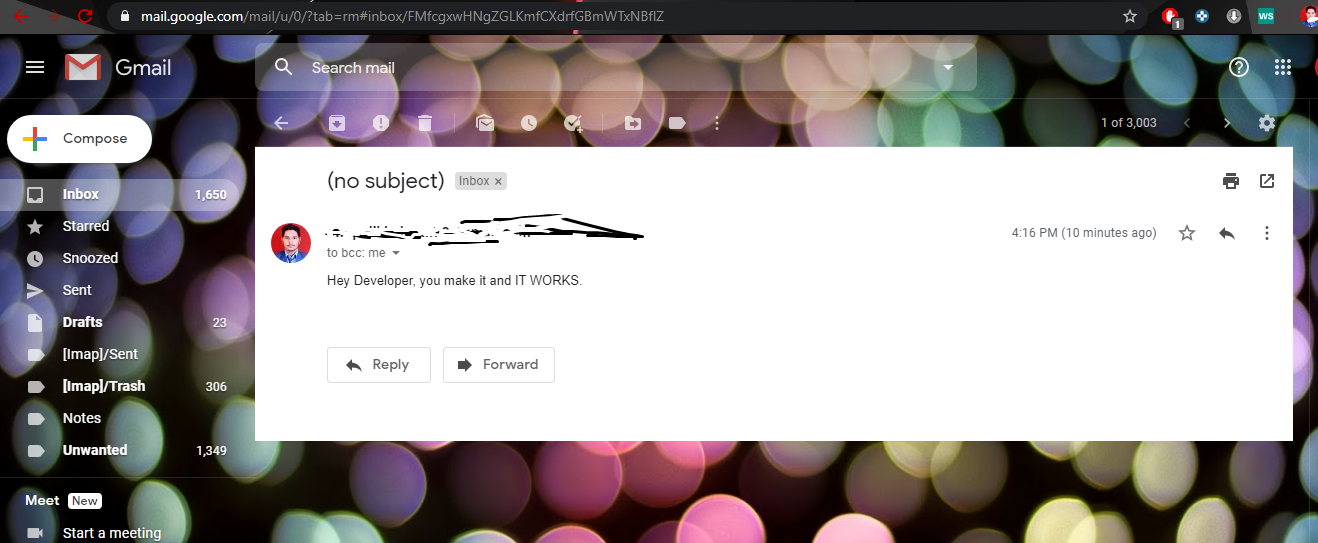 mail.google.com/mail/u/0/?tab=rm#inbox/FMfcgxwHNgZGLKmfCXdrfGBmWTxNBflZ
1
WS
Gmail
Search mail
Compose
1 of 3,003
Inbox 1,650
Starred
Snoozed
Sent
Drafts 23
[Imap]/Sent
[Imap]/Trash 306
Notes
Unwanted 1,349
Meet New
Start a meeting
(no subject) Inbox x
4:16 PM (10 minutes ago)
to bcc: me
Hey Developer, you make it and IT WORKS.
Reply Forward